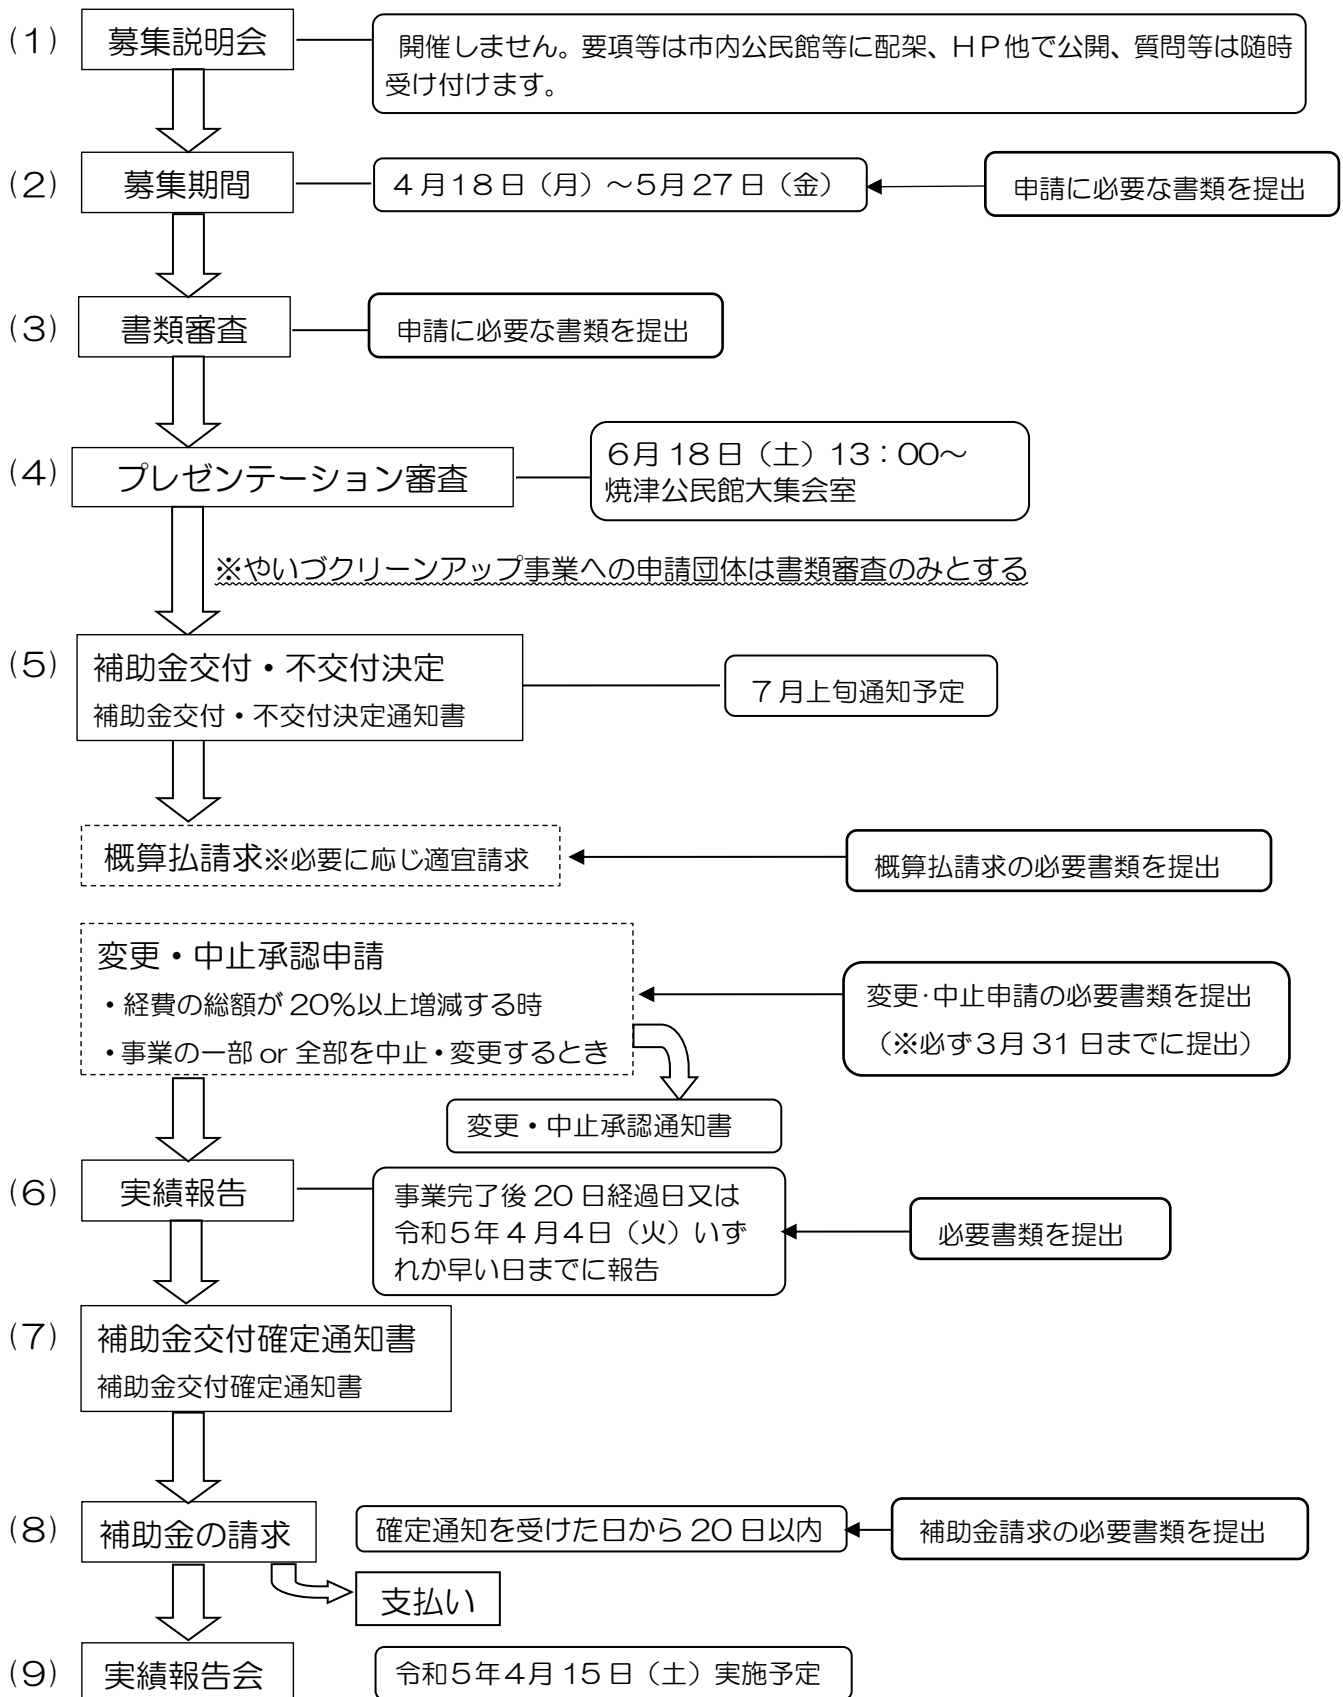 (1) 募集説明会
開催しません。要項等は市内公民館等に配架、HP他で公開、質問等は随時
受け付けます。
(2) 募集期間
4月18日（月）～5月27日（金）
申請に必要な書類を提出
(3) 書類審査
申請に必要な書類を提出
(4) プレゼンテーション審査
6月18日（土）13：00～
焼津公民館大集会室
※やいづクリーンアップ事業への申請団体は書類審査のみとする
(5) 補助金交付・不交付決定
補助金交付・不交付決定通知書
7月上旬通知予定
概算払請求※必要に応じ適宜請求
概算払請求の必要書類を提出
変更・中止承認申請
・経費の総額が20％以上増減する時
・事業の一部or全部を中止・変更するとき
変更・中止申請の必要書類を提出
（※必ず3月31日までに提出）
変更・中止承認通知書
(6) 実績報告
事業完了後20日経過日又は
令和5年4月4日（火）いず
れか早い日までに報告
必要書類を提出
(7) 補助金交付確定通知書
補助金交付確定通知書
(8) 補助金の請求
確定通知を受けた日から20日以内
補助金請求の必要書類を提出
支払い
(9) 実績報告会
令和5年4月15日（土）実施予定